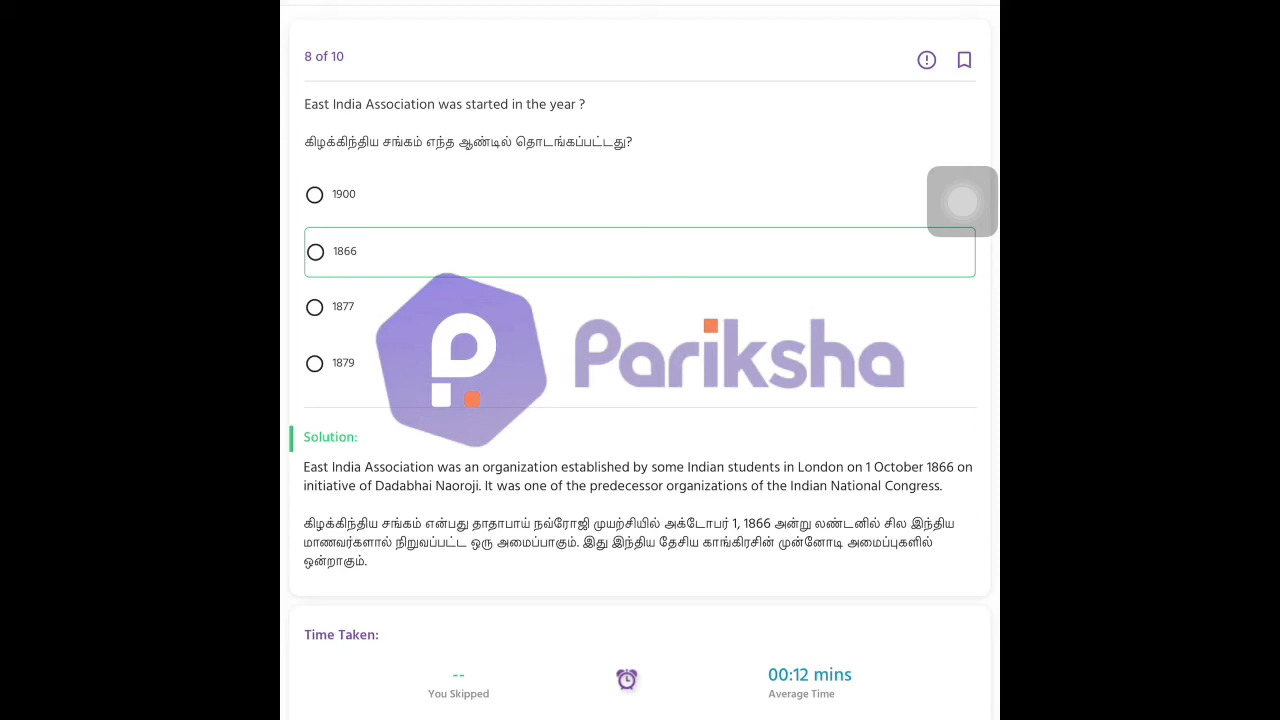 8 of 10
East India Association was started in the year ?
கிழக்கிந்திய சங்கம் எந்த ஆண்டில் தொடங்கப்பட்டது?
1900
1866
1877
1879
Pariksha
Solution:
East India Association was an organization established by some Indian students in London on 1 October 1866 on
initiative of Dadabhai Naoroji. It was one of the predecessor organizations of the Indian National Congress.
கிழக்கிந்திய சங்கம் என்பது தாதாபாய் நவ்ரோஜி முயற்சியில் அக்டோபர் 1, 1866 அன்று லண்டனில் சில இந்திய
மாணவர்களால் நிறுவப்பட்ட ஒரு அமைப்பாகும். இது இந்திய தேசிய காங்கிரசின் முன்னோடி அமைப்புகளில்
ஒன்றாகும்.
Time Taken:
-- 00:12 mins
You Skipped Average Time